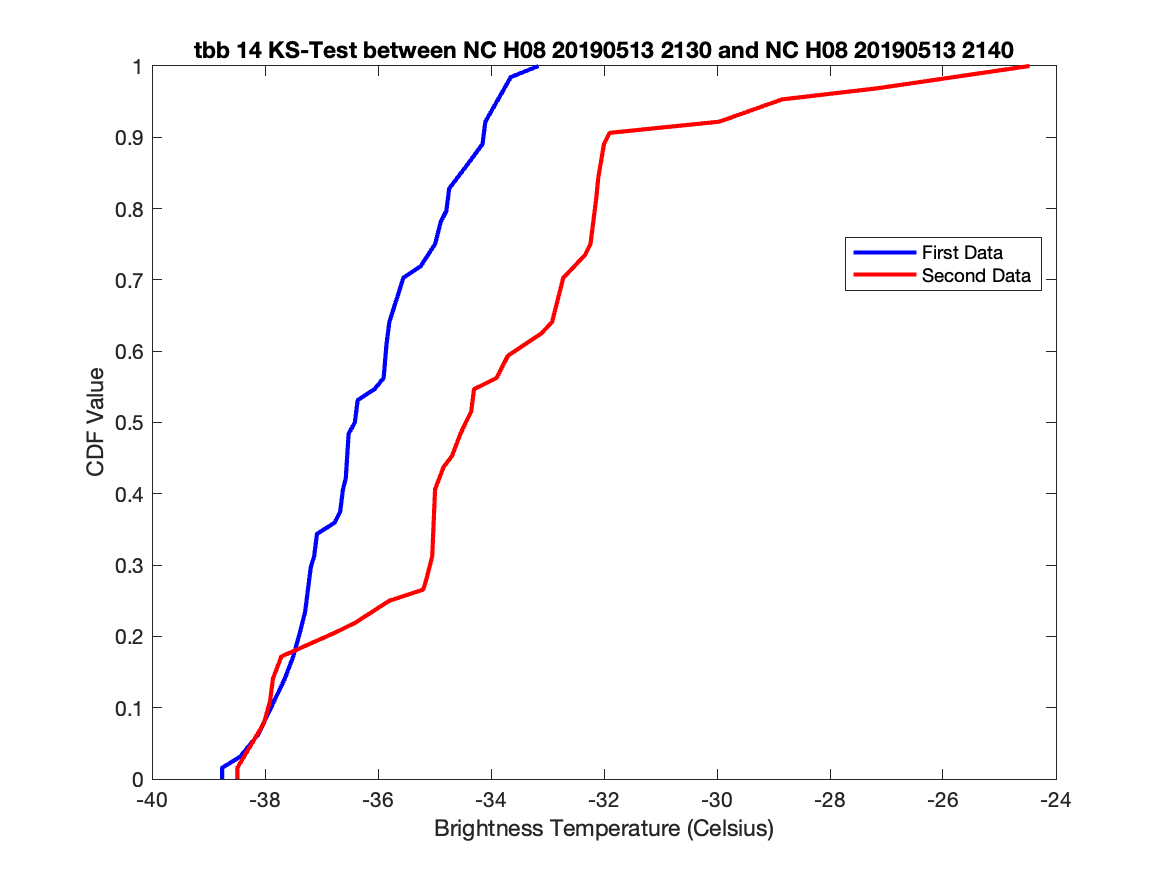 tbb 14 KS-Test between NC H08 20190513 2130 and NC H08 20190513 2140
1
0.9
0.8
0.7
0.6
0.5
0.4
0.3
0.2
0.1
0
CDF Value
First Data
Second Data
-40 -38 -36 -34 -32 -30 -28 -26 -24
Brightness Temperature (Celsius)